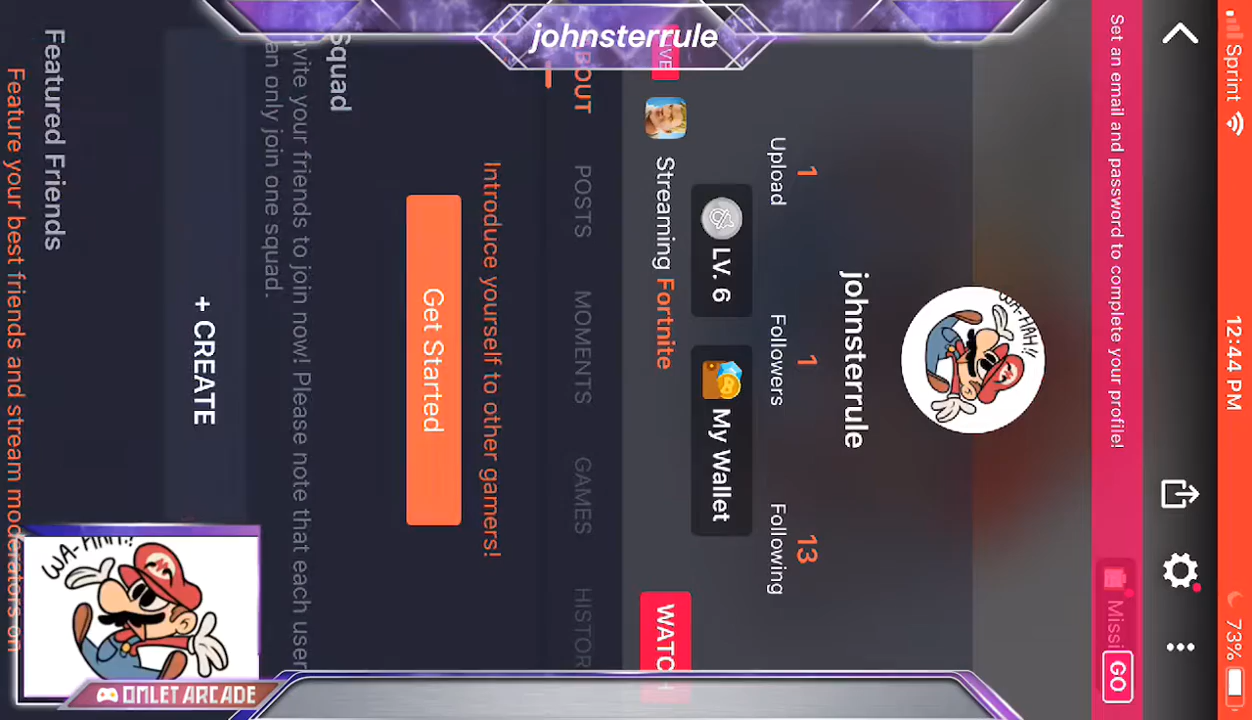 johnsterrule
Sprint 12:44 PM 73%
Set an email and password to complete your profile! Missi GO
johnsterrule
1 1 13
Upload Followers Following
LV. 6 My Wallet
Streaming Fortnite WATC
POSTS MOMENTS GAMES HISTOR
Introduce yourself to other gamers!
Get Started
Squad
vite your friends to join now! Please note that each user
an only join one squad.
+ CREATE
Featured Friends
Feature your best friends and stream moderators on
WA-HAH!!
OMLET ARCADE